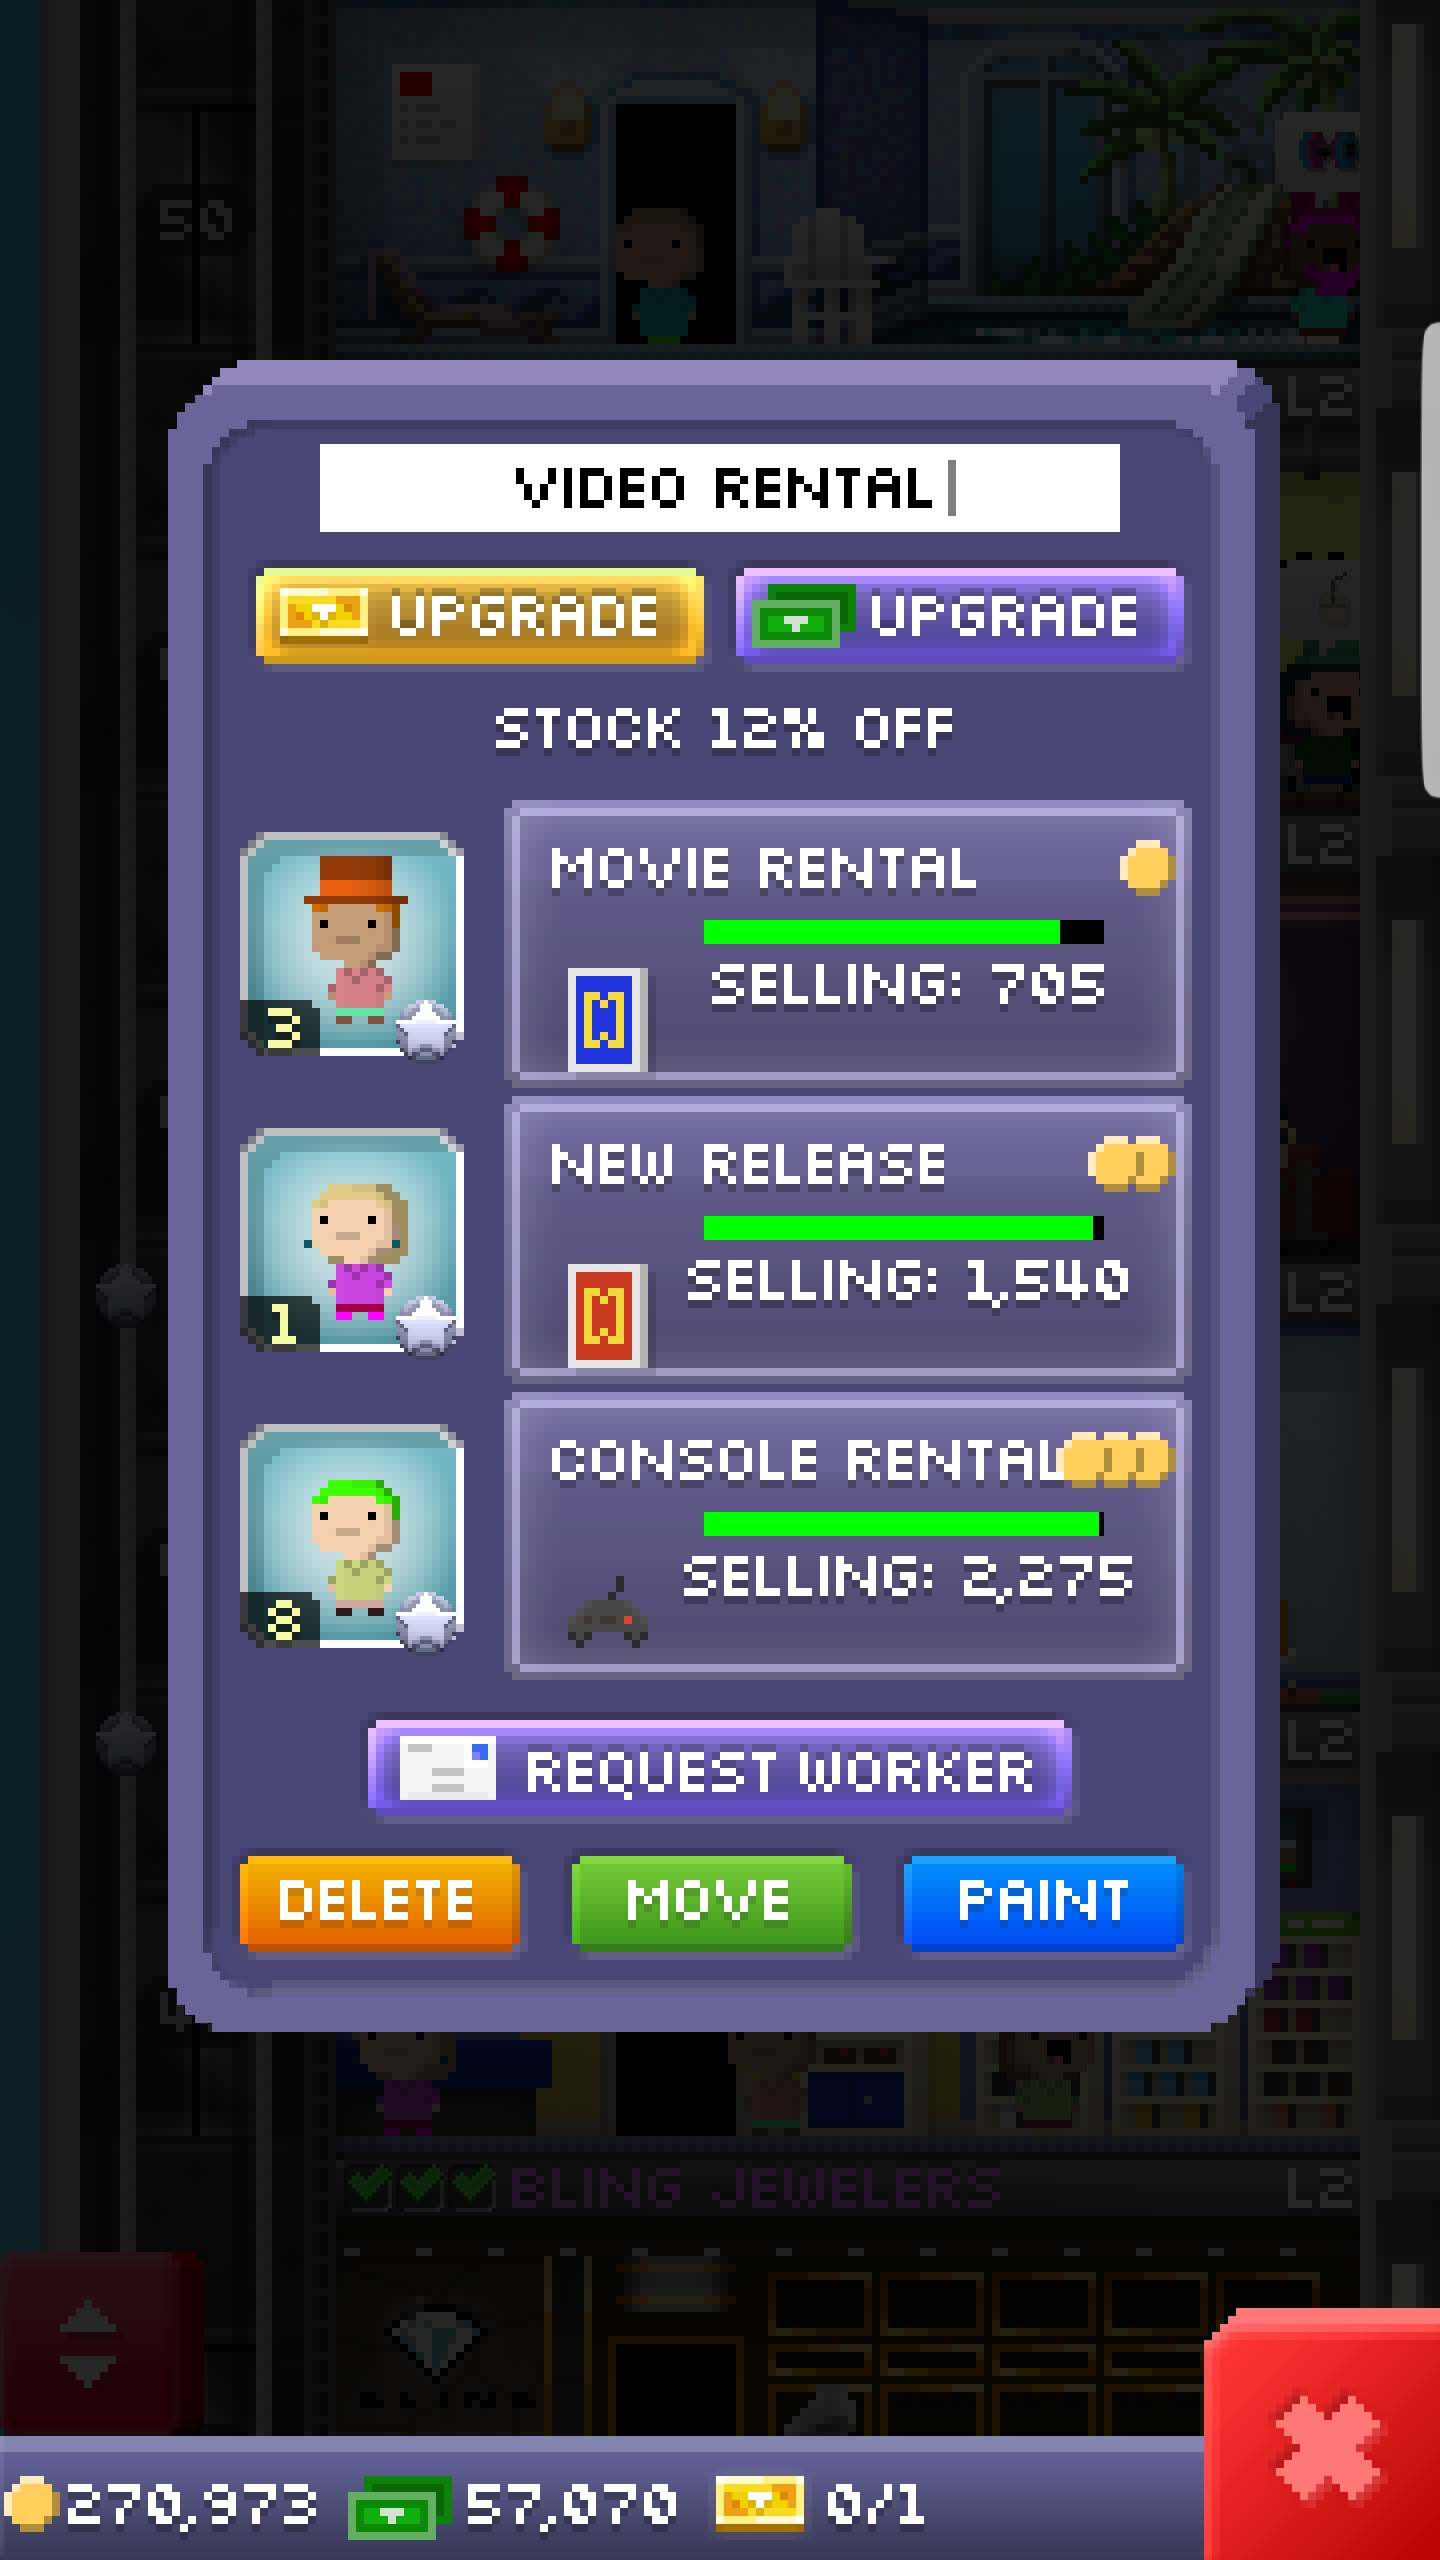 50
L2
VIDEO RENTAL
UPGRADE UPGRADE
STOCK 12% OFF
L2
MOVIE RENTAL
SELLING: 705
3
NEW RELEASE
SELLING: 1,540
1
L2
CONSOLE RENTAL
SELLING: 2,275
8
L2
REQUEST WORKER
DELETE MOVE PAINT
BLING JEWELERS L2
BLING
270,973 57,070 0/1